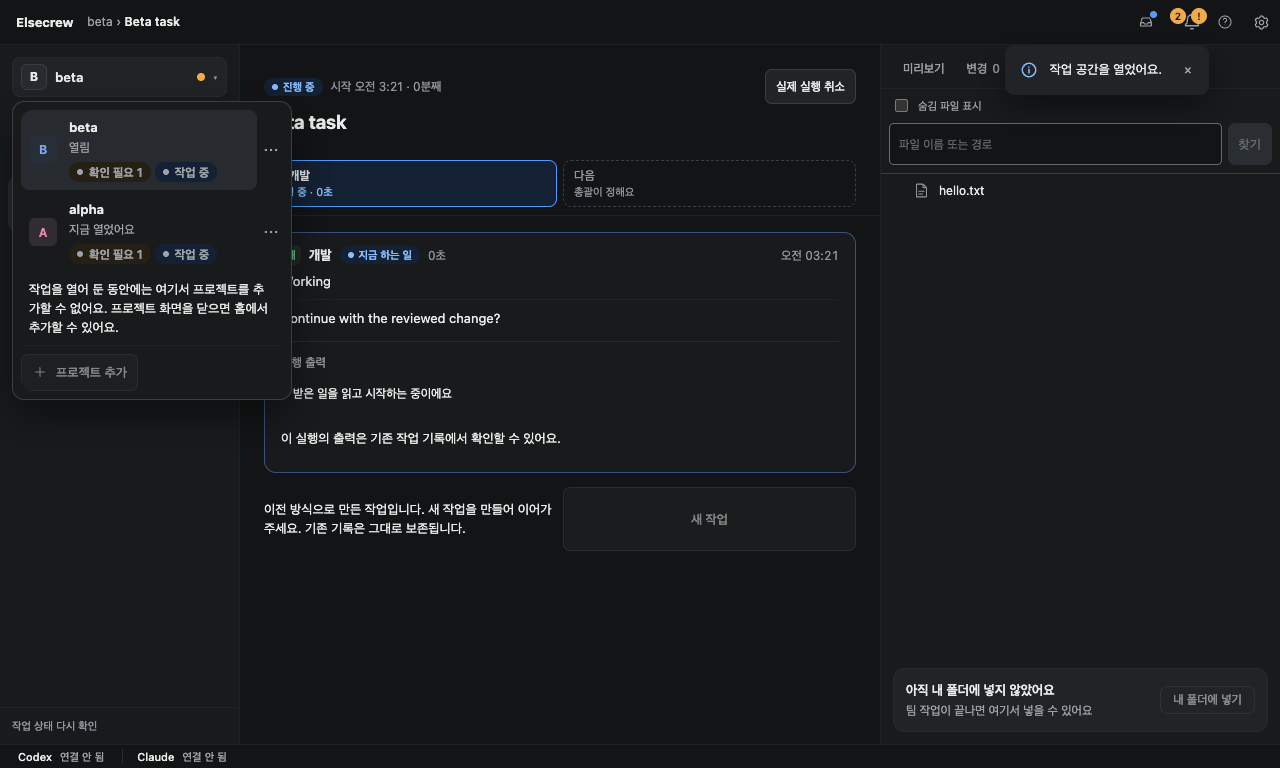 Elsecrew beta › Beta task
2 !
B beta
진행 중 시작 오전 3:21 · 0분째
실제 실행 취소
미리보기 변경 0
작업 공간을 열었어요. ×
숨김 파일 표시
파일 이름 또는 경로 찾기
hello.txt
B beta
열림
확인 필요 1 작업 중
A alpha
지금 열었어요
확인 필요 1 작업 중
작업을 열어 둔 동안에는 여기서 프로젝트를 추
가할 수 없어요. 프로젝트 화면을 닫으면 홈에서
추가할 수 있어요.
+ 프로젝트 추가
task
개발
중 · 0초
다음
총괄이 정해요
개발 지금 하는 일 0초 오전 03:21
orking
ontinue with the reviewed change?
행 출력
받은 일을 읽고 시작하는 중이에요
이 실행의 출력은 기존 작업 기록에서 확인할 수 있어요.
이전 방식으로 만든 작업입니다. 새 작업을 만들어 이어가
주세요. 기존 기록은 그대로 보존됩니다.
새 작업
아직 내 폴더에 넣지 않았어요
팀 작업이 끝나면 여기서 넣을 수 있어요
내 폴더에 넣기
작업 상태 다시 확인
Codex 연결 안 됨 Claude 연결 안 됨